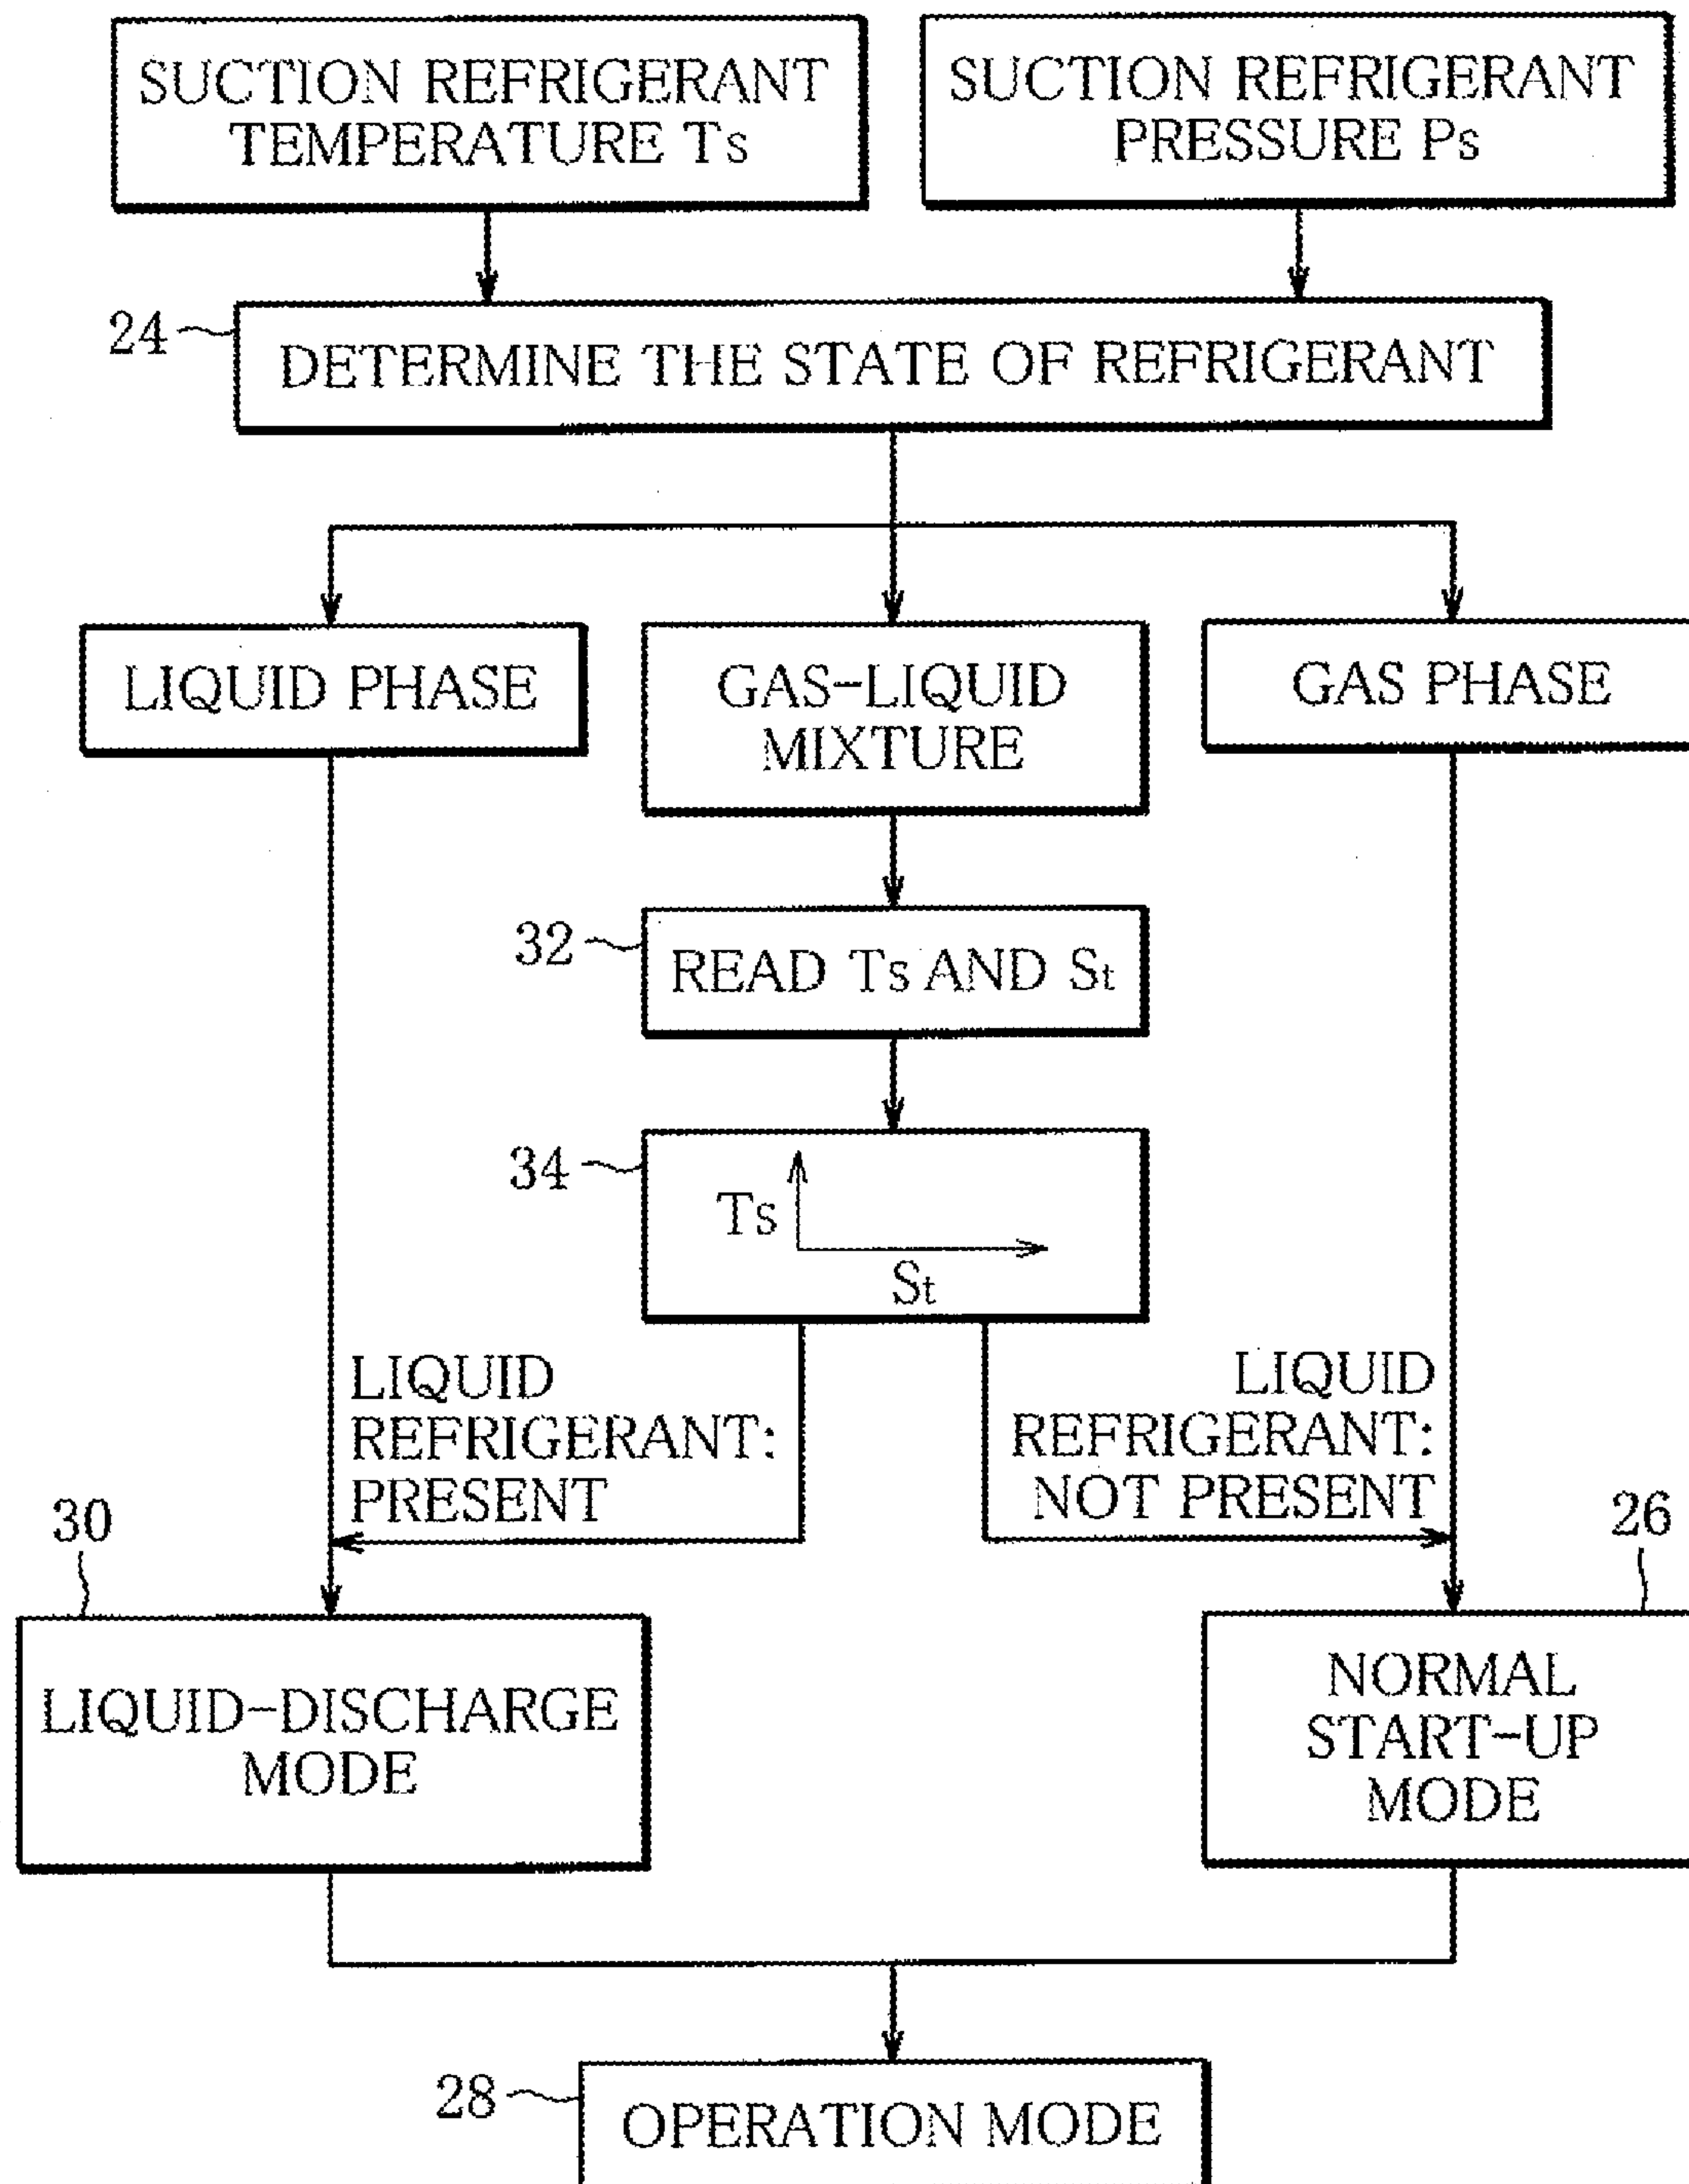 SUCTION REFRIGERANT
TEMPERATURE Ts
SUCTION REFRIGERANT
PRESSURE Ps
24
DETERMINE THE STATE OF REFRIGERANT
LIQUID PHASE
GAS-LIQUID
MIXTURE
GAS PHASE
32
READ Ts AND St
34
Ts
St
LIQUID
REFRIGERANT:
PRESENT
LIQUID
REFRIGERANT:
NOT PRESENT
30
26
LIQUID-DISCHARGE
MODE
NORMAL
START-UP
MODE
28
OPERATION MODE